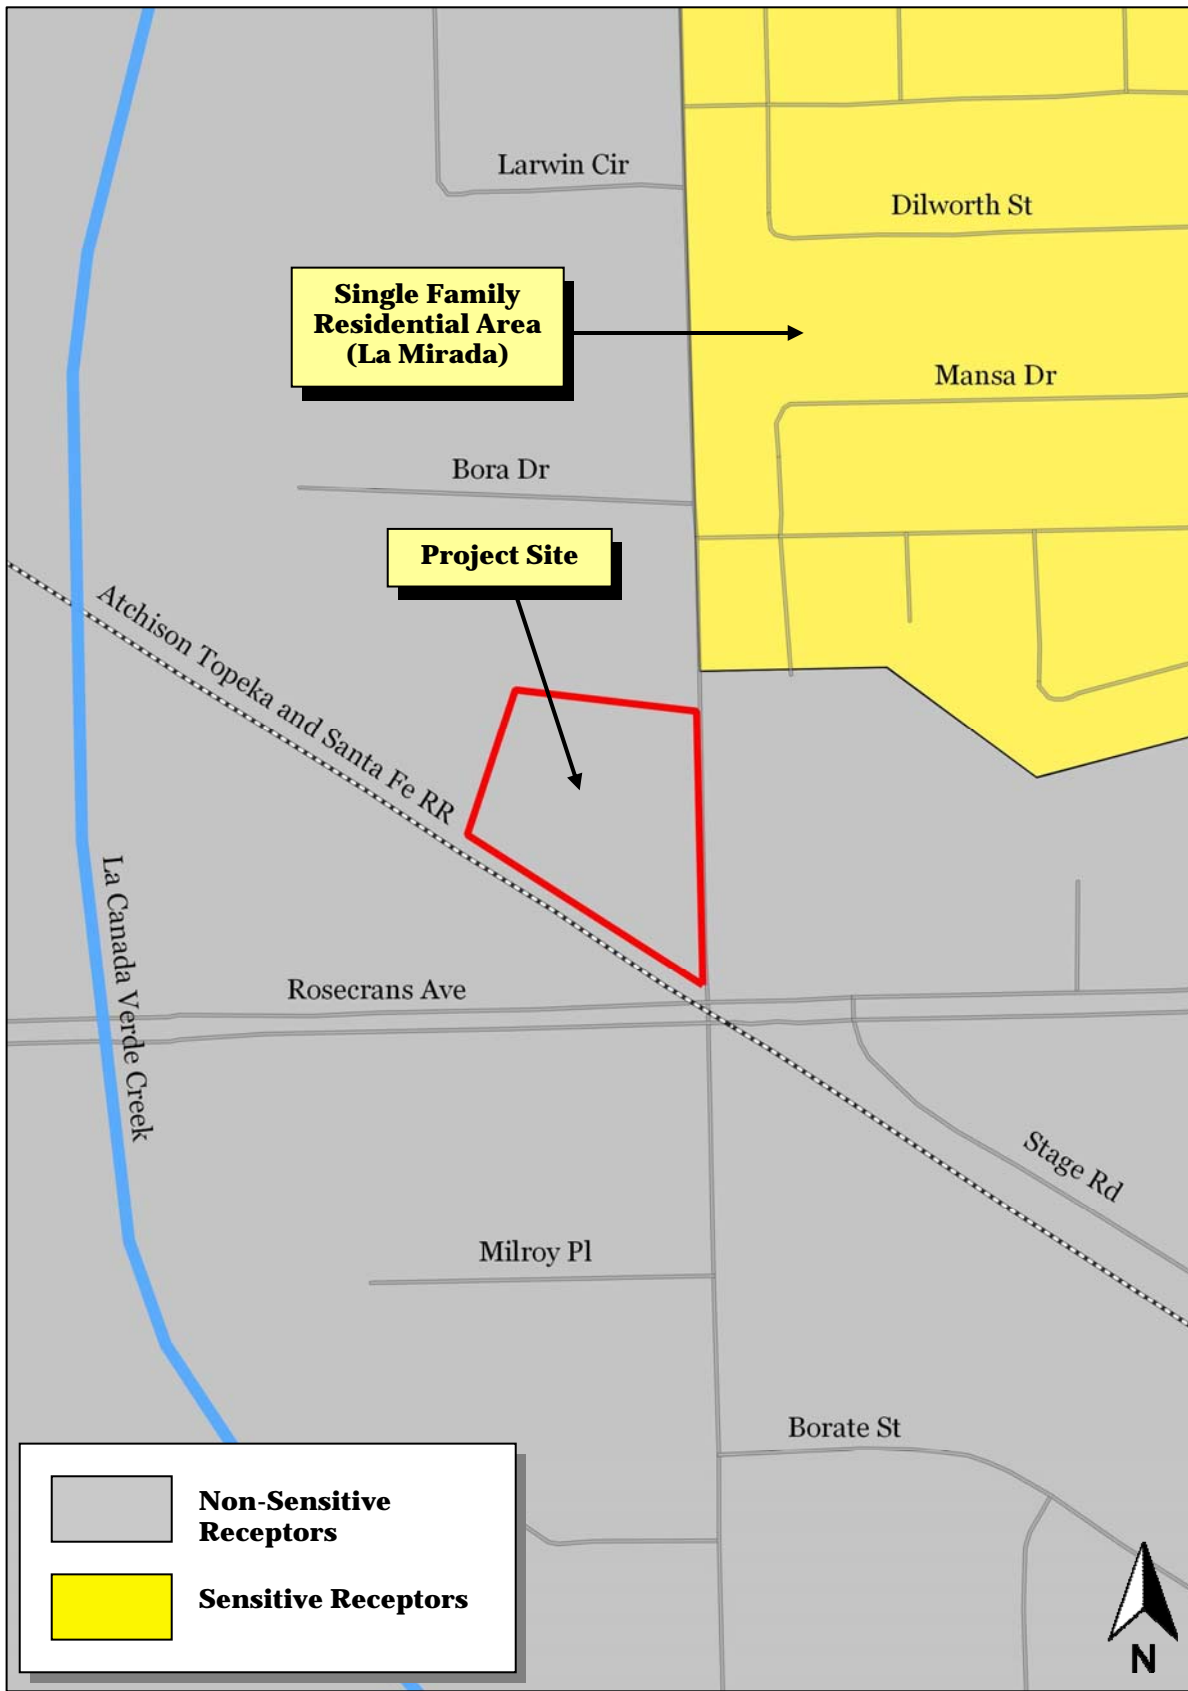 Larwin Cir
Dilworth St
Single Family
Residential Area
(La Mirada)
Mansa Dr
Bora Dr
Project Site
Atchison Topeka and Santa Fe RR
La Canada Verde Creek
Rosecrans Ave
Stage Rd
Milroy Pl
Borate St
Non-Sensitive
Receptors
Sensitive Receptors
N